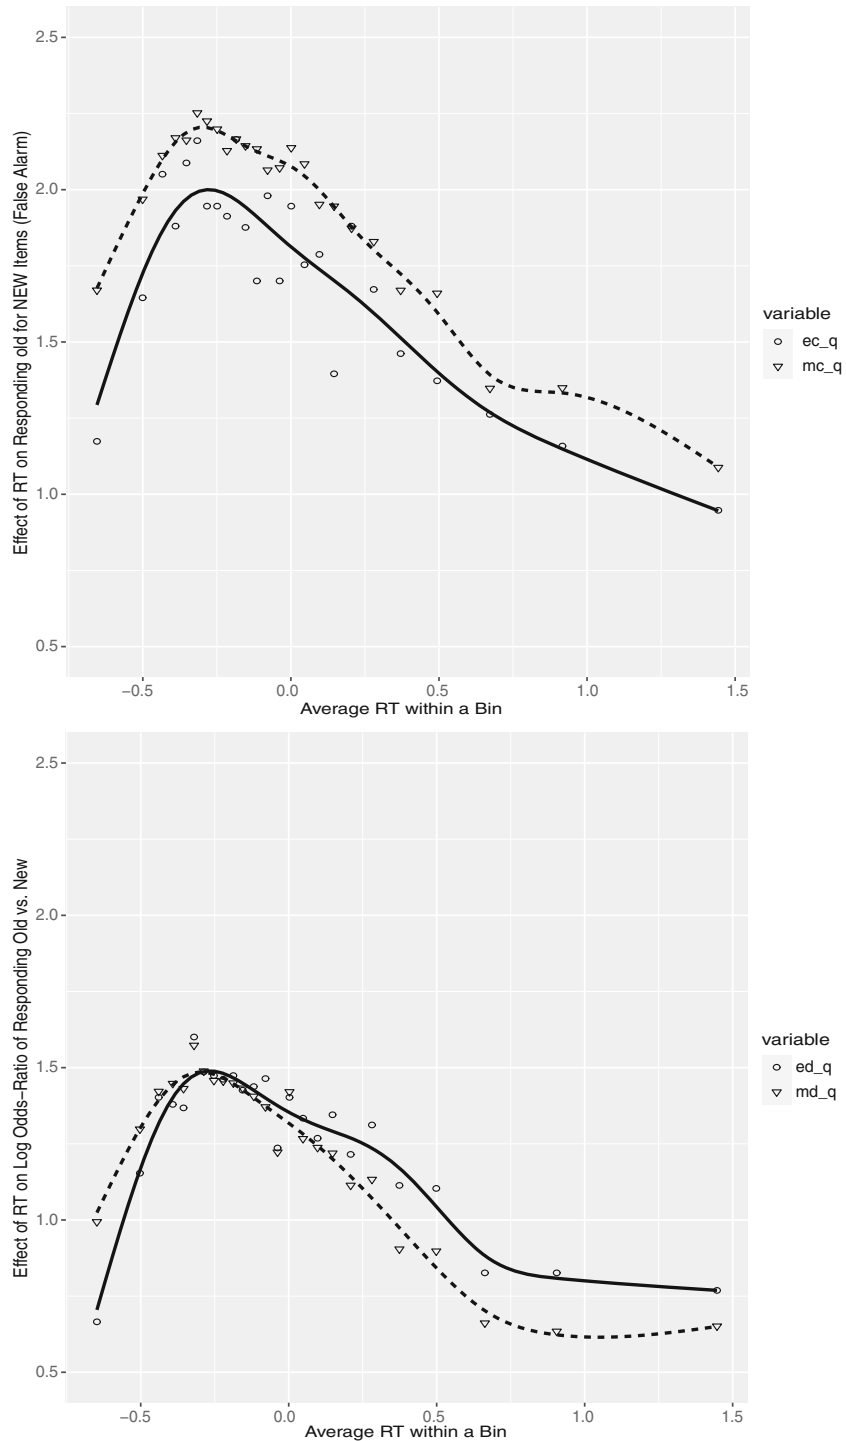 2.5
2.0
1.5
1.0
0.5
Effect of RT on Responding old for NEW Items (False Alarm)
−0.5 0.0 0.5 1.0 1.5
Average RT within a Bin
variable
ec_q
mc_q
2.5
2.0
1.5
1.0
0.5
Effect of RT on Log Odds−Ratio of Responding Old vs. New
−0.5 0.0 0.5 1.0 1.5
Average RT within a Bin
variable
ed_q
md_q